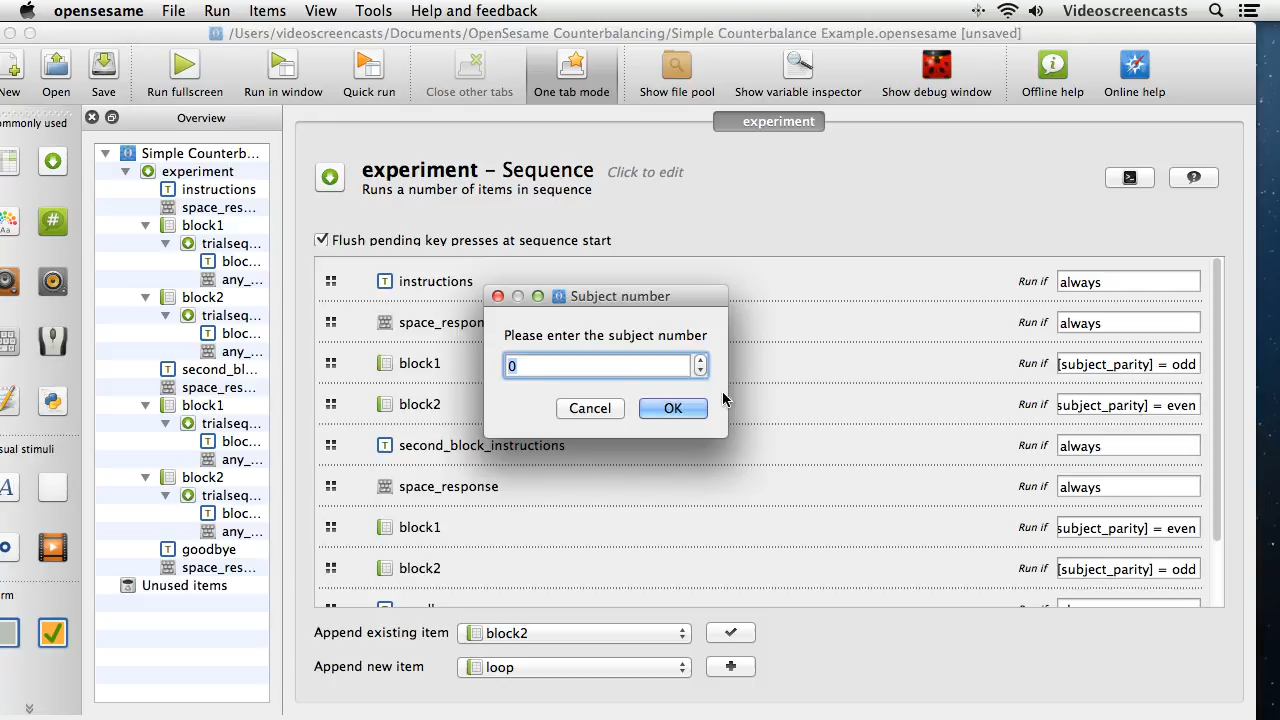 opensesame File Run Items View Tools Help and feedback Videoscreencasts
/Users/videoscreencasts/Documents/OpenSesame Counterbalancing/Simple Counterbalance Example.opensesame [unsaved]
New Open Save Run fullscreen Run in window Quick run Close other tabs One tab mode Show file pool Show variable inspector Show debug window Offline help Online help
ommonly used
Overview
experiment
Simple Counterb...
experiment
instructions
space_res...
block1
trialseq...
bloc...
any_...
block2
trialseq...
bloc...
any_...
second_bl...
space_res...
block1
trialseq...
bloc...
any_...
block2
trialseq...
bloc...
any_...
goodbye
space_res...
Unused items
Aa
#
sual stimuli
A
rm
experiment – Sequence Click to edit
Runs a number of items in sequence
Flush pending key presses at sequence start
instructions Run if always
space_respon Run if always
block1 Run if [subject_parity] = odd
block2 Run if subject_parity] = even
second_block_instructions Run if always
space_response Run if always
block1 Run if subject_parity] = even
block2 Run if [subject_parity] = odd
Subject number
Please enter the subject number
0
Cancel OK
Append existing item block2
Append new item loop